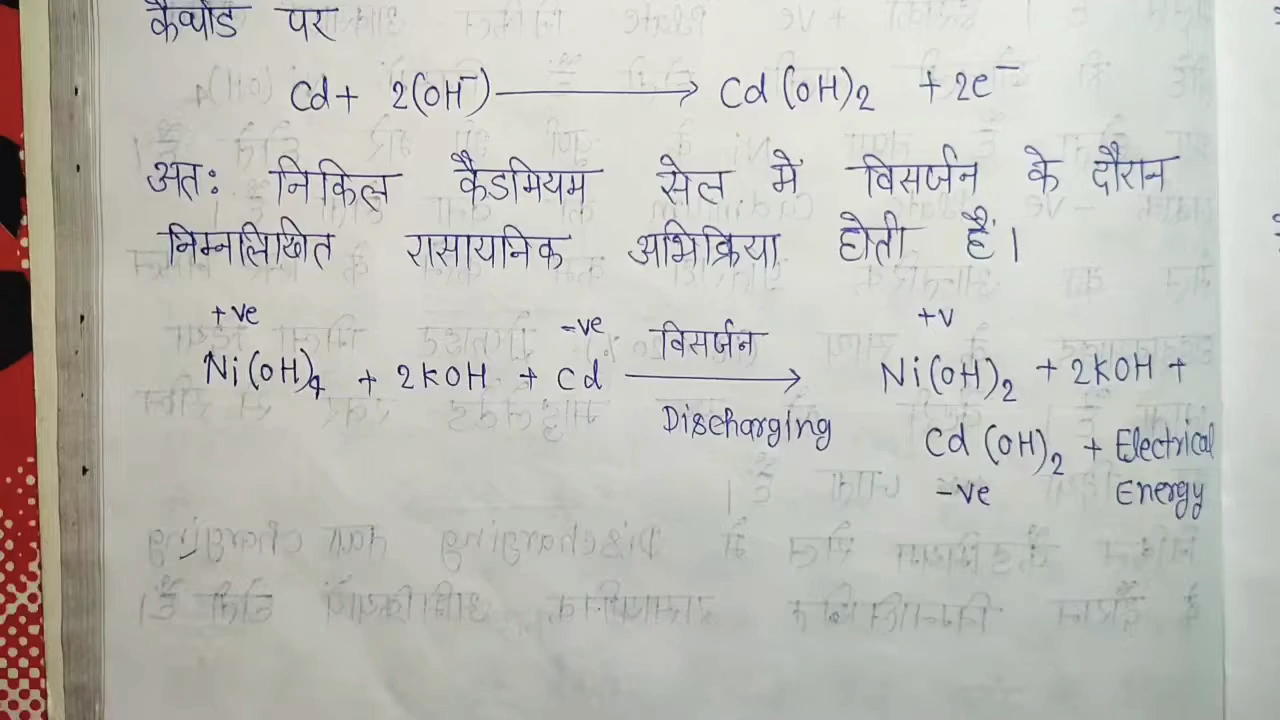 कैथोड पर
Cd + 2(OH⁻) ⟶ Cd(OH)₂ + 2e⁻
अतः निकिल कैडमियम सेल में विसर्जन के दौरान
निम्नलिखित रासायनिक अभिक्रिया होती हैं।
+ve -ve विसर्जन +v
Ni(OH)₄ + 2KOH + Cd ⟶ Ni(OH)₂ + 2KOH +
Discharging Cd(OH)₂ + Electrical
-ve Energy